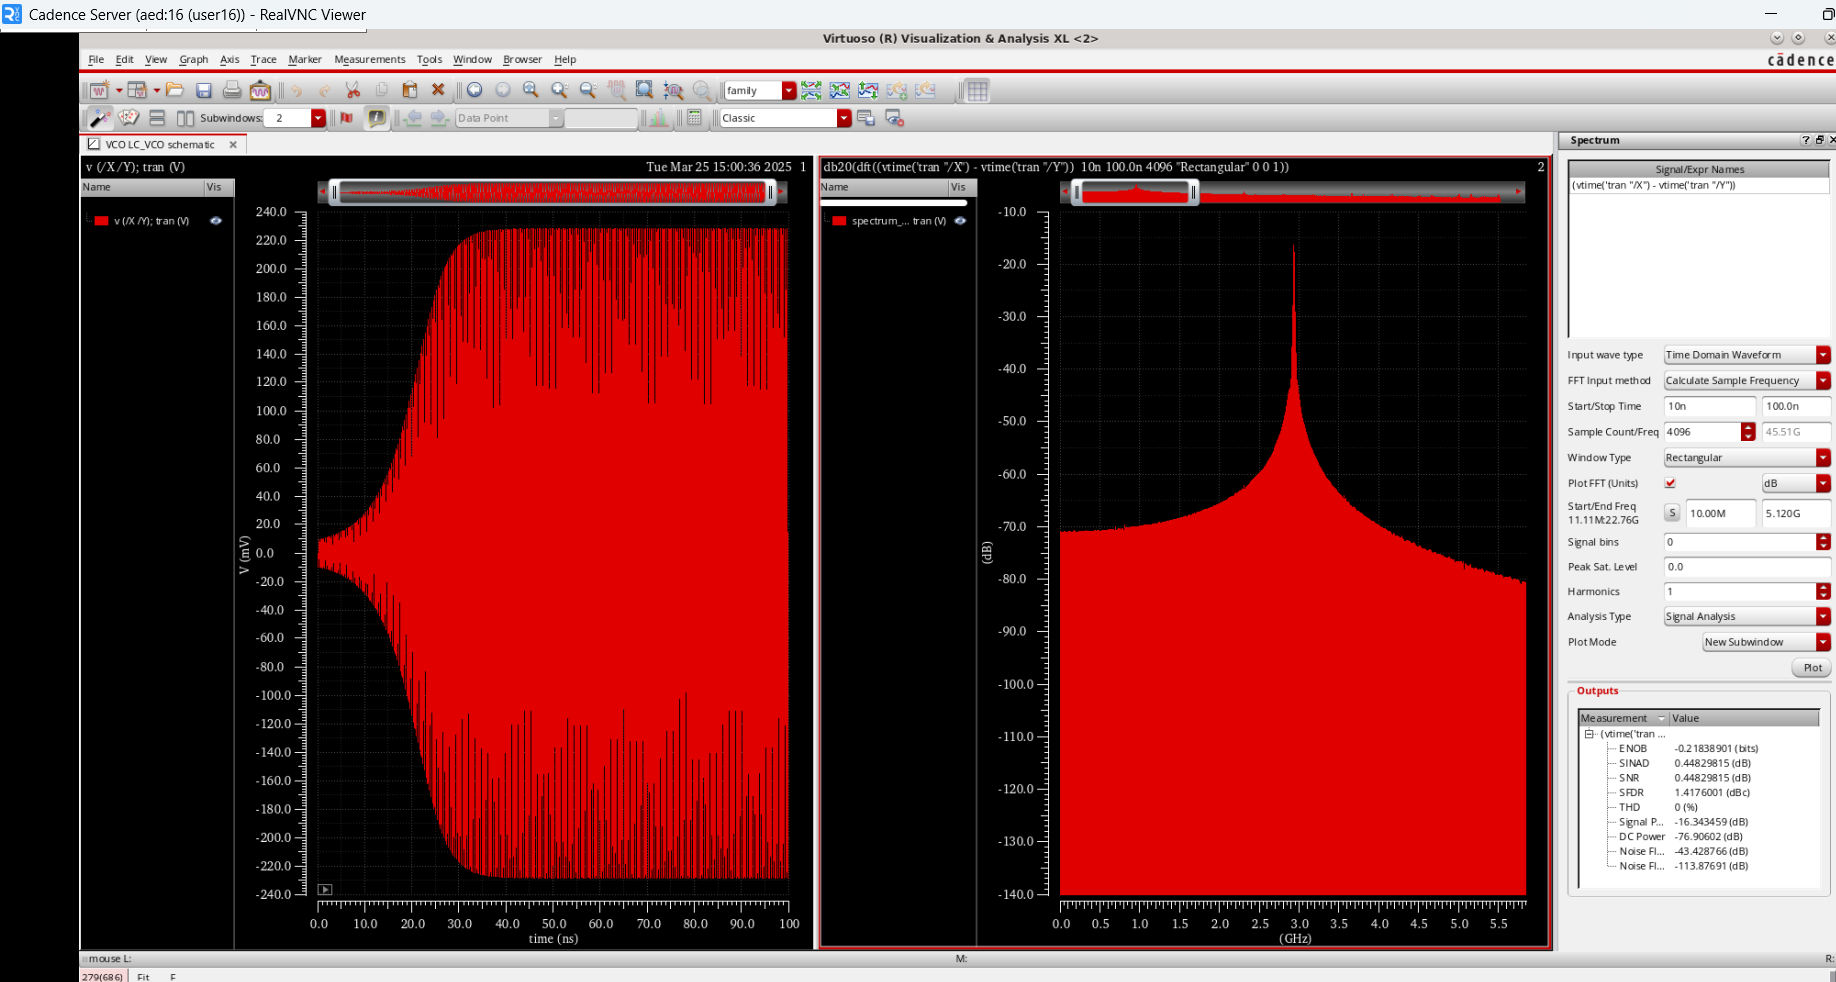 Cadence Server (aed:16 (user16)) - RealVNC Viewer
Virtuoso (R) Visualization & Analysis XL <2>
File Edit View Graph Axis Trace Marker Measurements Tools Window Browser Help
cādence
family
Subwindows: 2
Data Point
Classic
VCO LC_VCO schematic
v (/X /Y); tran (V)
Tue Mar 25 15:00:36 2025 1
Name Vis
v (/X /Y); tran (V)
240.0
220.0
200.0
180.0
160.0
140.0
120.0
100.0
80.0
60.0
40.0
20.0
0.0
-20.0
-40.0
-60.0
-80.0
-100.0
-120.0
-140.0
-160.0
-180.0
-200.0
-220.0
-240.0
V (mV)
0.0 10.0 20.0 30.0 40.0 50.0 60.0 70.0 80.0 90.0 100
time (ns)
db20(dft((vtime('tran "/X") - vtime('tran "/Y")) 10n 100.0n 4096 "Rectangular" 0 0 1))
2
Name Vis
spectrum_... tran (V)
-10.0
-20.0
-30.0
-40.0
-50.0
-60.0
-70.0
-80.0
-90.0
-100.0
-110.0
-120.0
-130.0
-140.0
(dB)
0.0 0.5 1.0 1.5 2.0 2.5 3.0 3.5 4.0 4.5 5.0 5.5
(GHz)
Spectrum
Signal/Expr Names
(vtime('tran "/X") - vtime('tran "/Y"))
Input wave type Time Domain Waveform
FFT Input method Calculate Sample Frequency
Start/Stop Time 10n 100.0n
Sample Count/Freq 4096 45.51G
Window Type Rectangular
Plot FFT (Units) dB
Start/End Freq
11.11M:22.76G S 10.00M 5.120G
Signal bins 0
Peak Sat. Level 0.0
Harmonics 1
Analysis Type Signal Analysis
Plot Mode New Subwindow
Plot
Outputs
Measurement Value
(vtime('tran ...
ENOB -0.21838901 (bits)
SINAD 0.44829815 (dB)
SNR 0.44829815 (dB)
SFDR 1.4176001 (dBc)
THD 0 (%)
Signal P... -16.343459 (dB)
DC Power -76.90602 (dB)
Noise Fl... -43.428766 (dB)
Noise Fl... -113.87691 (dB)
mouse L: M: R:
279(686) Fit F